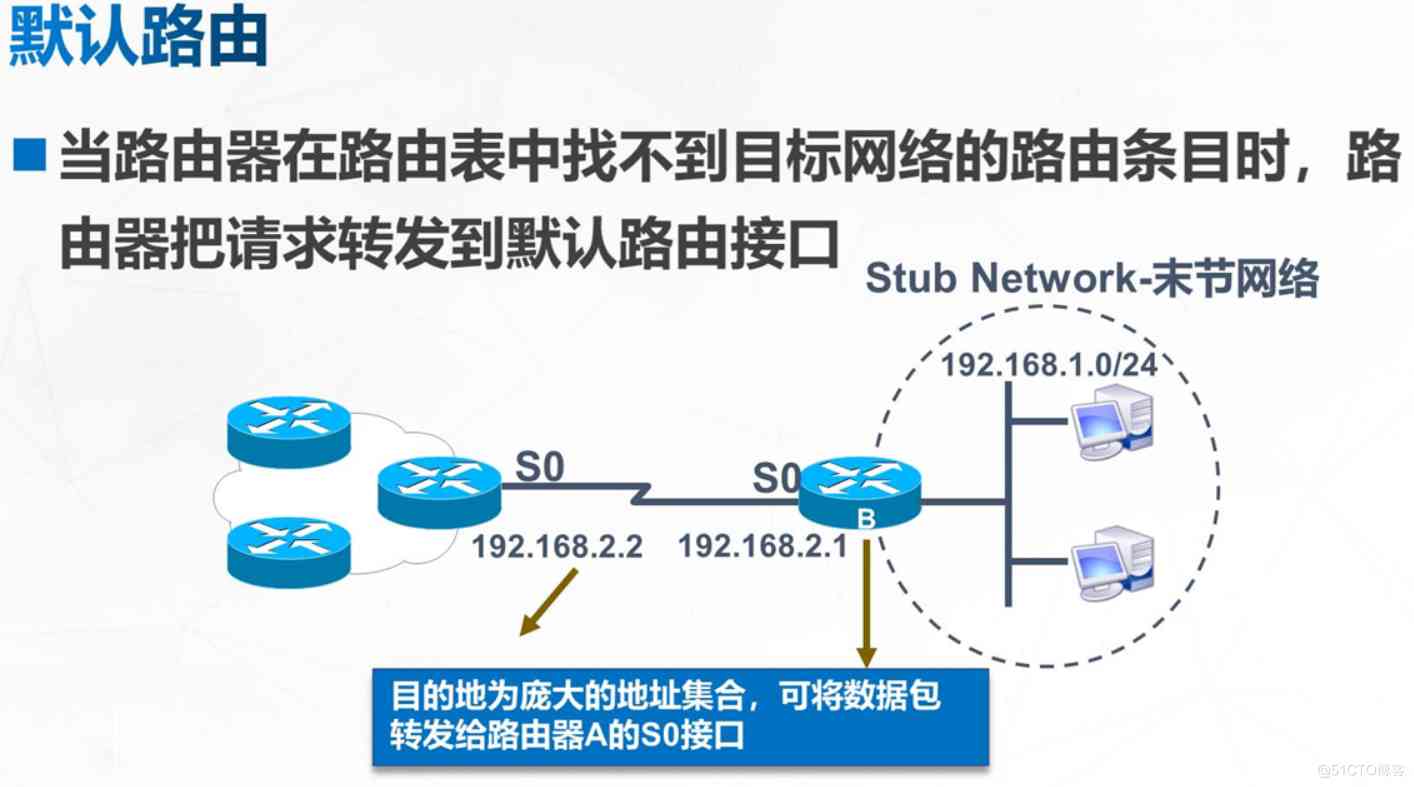 默认路由
当路由器在路由表中找不到目标网络的路由条目时，路
由器把请求转发到默认路由接口
Stub Network-末节网络
192.168.1.0/24
S0
S0
B
192.168.2.2
192.168.2.1
目的地为庞大的地址集合，可将数据包
转发给路由器A的S0接口
@51CTO博客